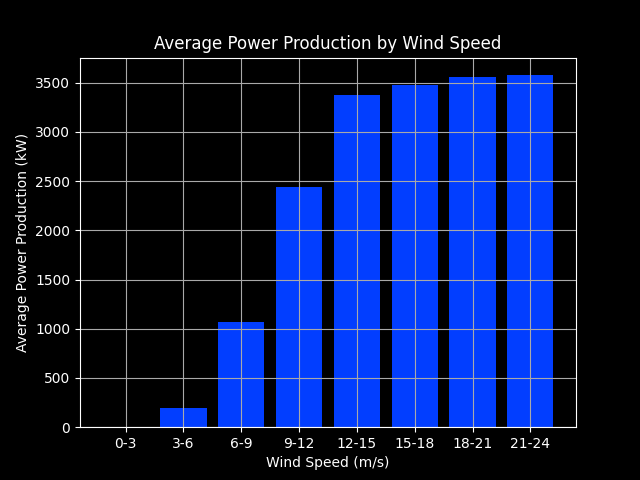 Average Power Production by Wind Speed
Average Power Production (kW)
3500
3000
2500
2000
1500
1000
500
0
0-3 3-6 6-9 9-12 12-15 15-18 18-21 21-24
Wind Speed (m/s)